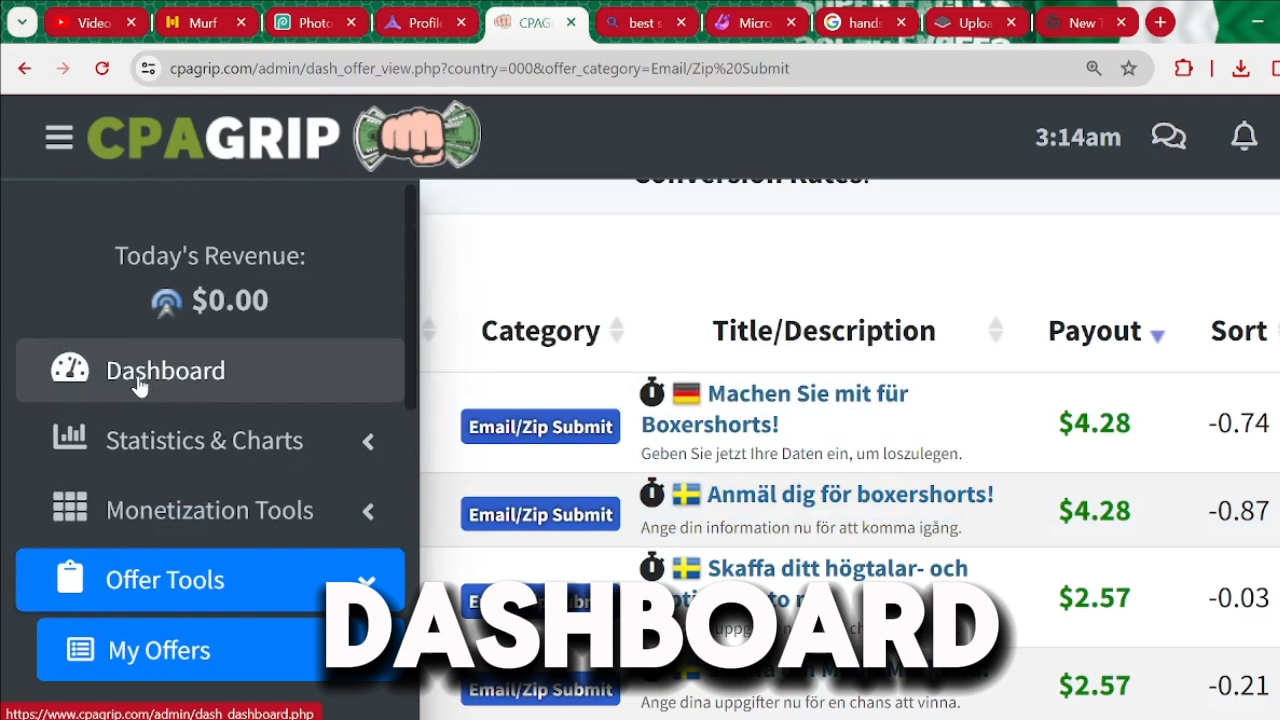 Video
Murf
Photo
Profile
CPAG
best s
Micro
hands
Uploa
New T
cpagrip.com/admin/dash_offer_view.php?country=000&offer_category=Email/Zip%20Submit
CPAGRIP
3:14am
Conversion Rates!
Today's Revenue:
$0.00
Dashboard
Statistics & Charts
Monetization Tools
Offer Tools
My Offers
Category
Title/Description
Payout
Sort
Email/Zip Submit
Machen Sie mit für
Boxershorts!
Geben Sie jetzt Ihre Daten ein, um loszulegen.
$4.28
-0.74
Email/Zip Submit
Anmäl dig för boxershorts!
Ange din information nu för att komma igång.
$4.28
-0.87
Skaffa ditt högtalar- och
$2.57
-0.03
DASHBOARD
Email/Zip Submit
Ange dina uppgifter nu för en chans att vinna.
$2.57
-0.21
https://www.cpagrip.com/admin/dash_dashboard.php